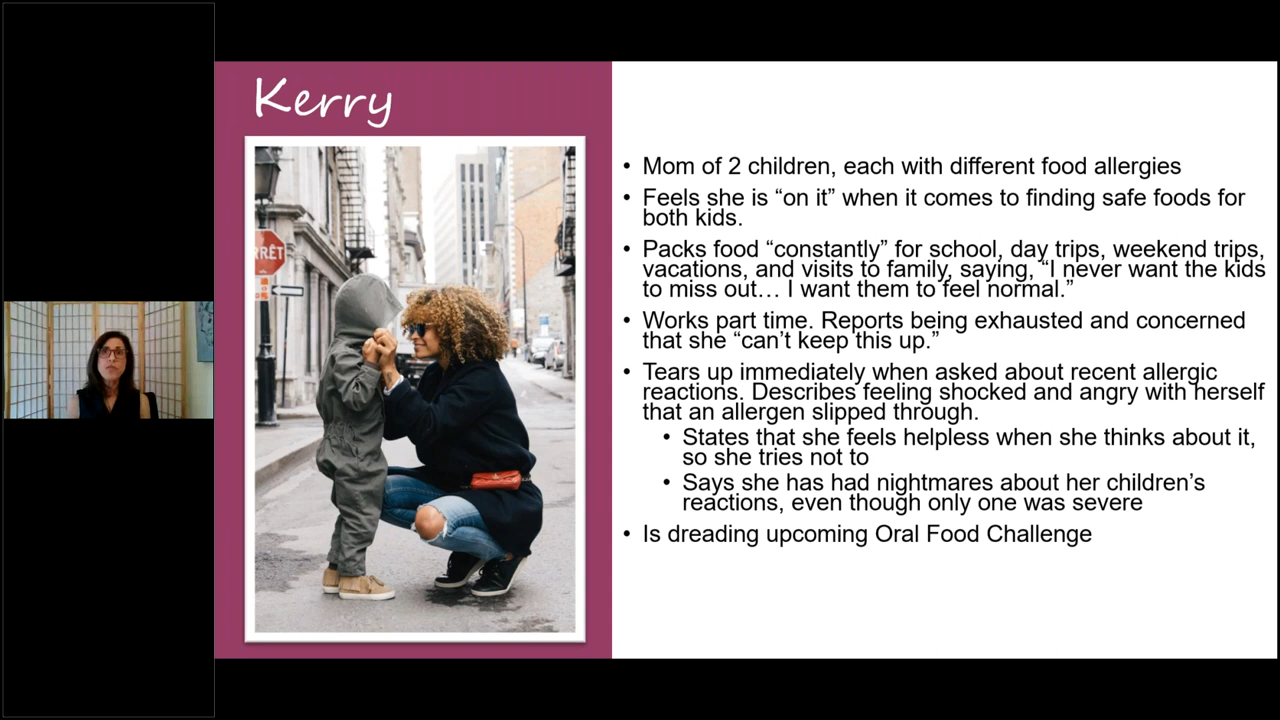 Kerry
ARRÊT
• Mom of 2 children, each with different food allergies
• Feels she is “on it” when it comes to finding safe foods for
both kids.
• Packs food “constantly” for school, day trips, weekend trips,
vacations, and visits to family, saying, “I never want the kids
to miss out… I want them to feel normal.”
• Works part time. Reports being exhausted and concerned
that she “can’t keep this up.”
• Tears up immediately when asked about recent allergic
reactions. Describes feeling shocked and angry with herself
that an allergen slipped through.
• States that she feels helpless when she thinks about it,
so she tries not to
• Says she has had nightmares about her children’s
reactions, even though only one was severe
• Is dreading upcoming Oral Food Challenge